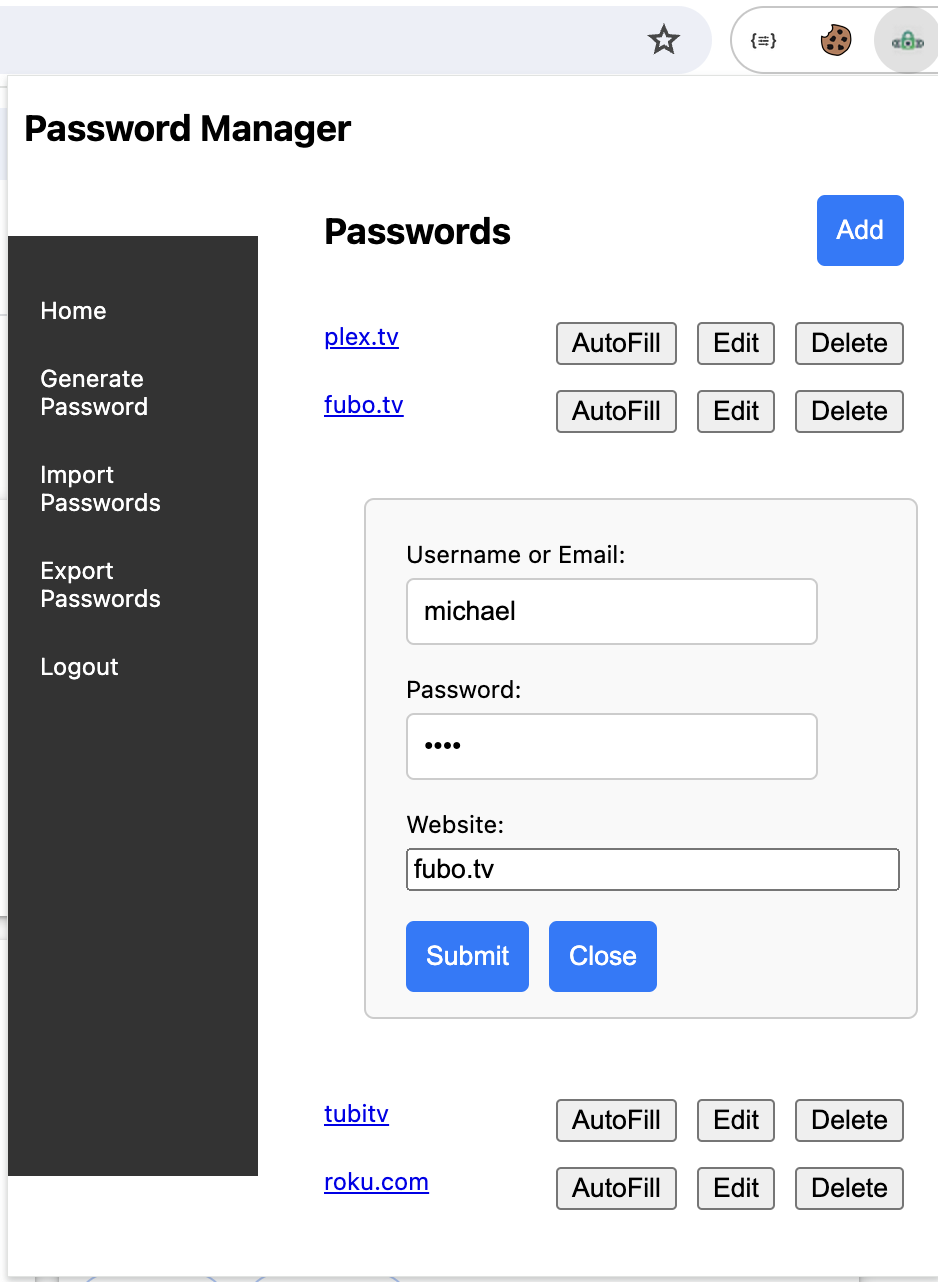 Password Manager
Passwords
Add
Home
Generate
Password
Import
Passwords
Export
Passwords
Logout
plex.tv AutoFill Edit Delete
fubo.tv AutoFill Edit Delete
Username or Email:
michael
Password:
••••
Website:
fubo.tv
Submit Close
tubitv AutoFill Edit Delete
roku.com AutoFill Edit Delete